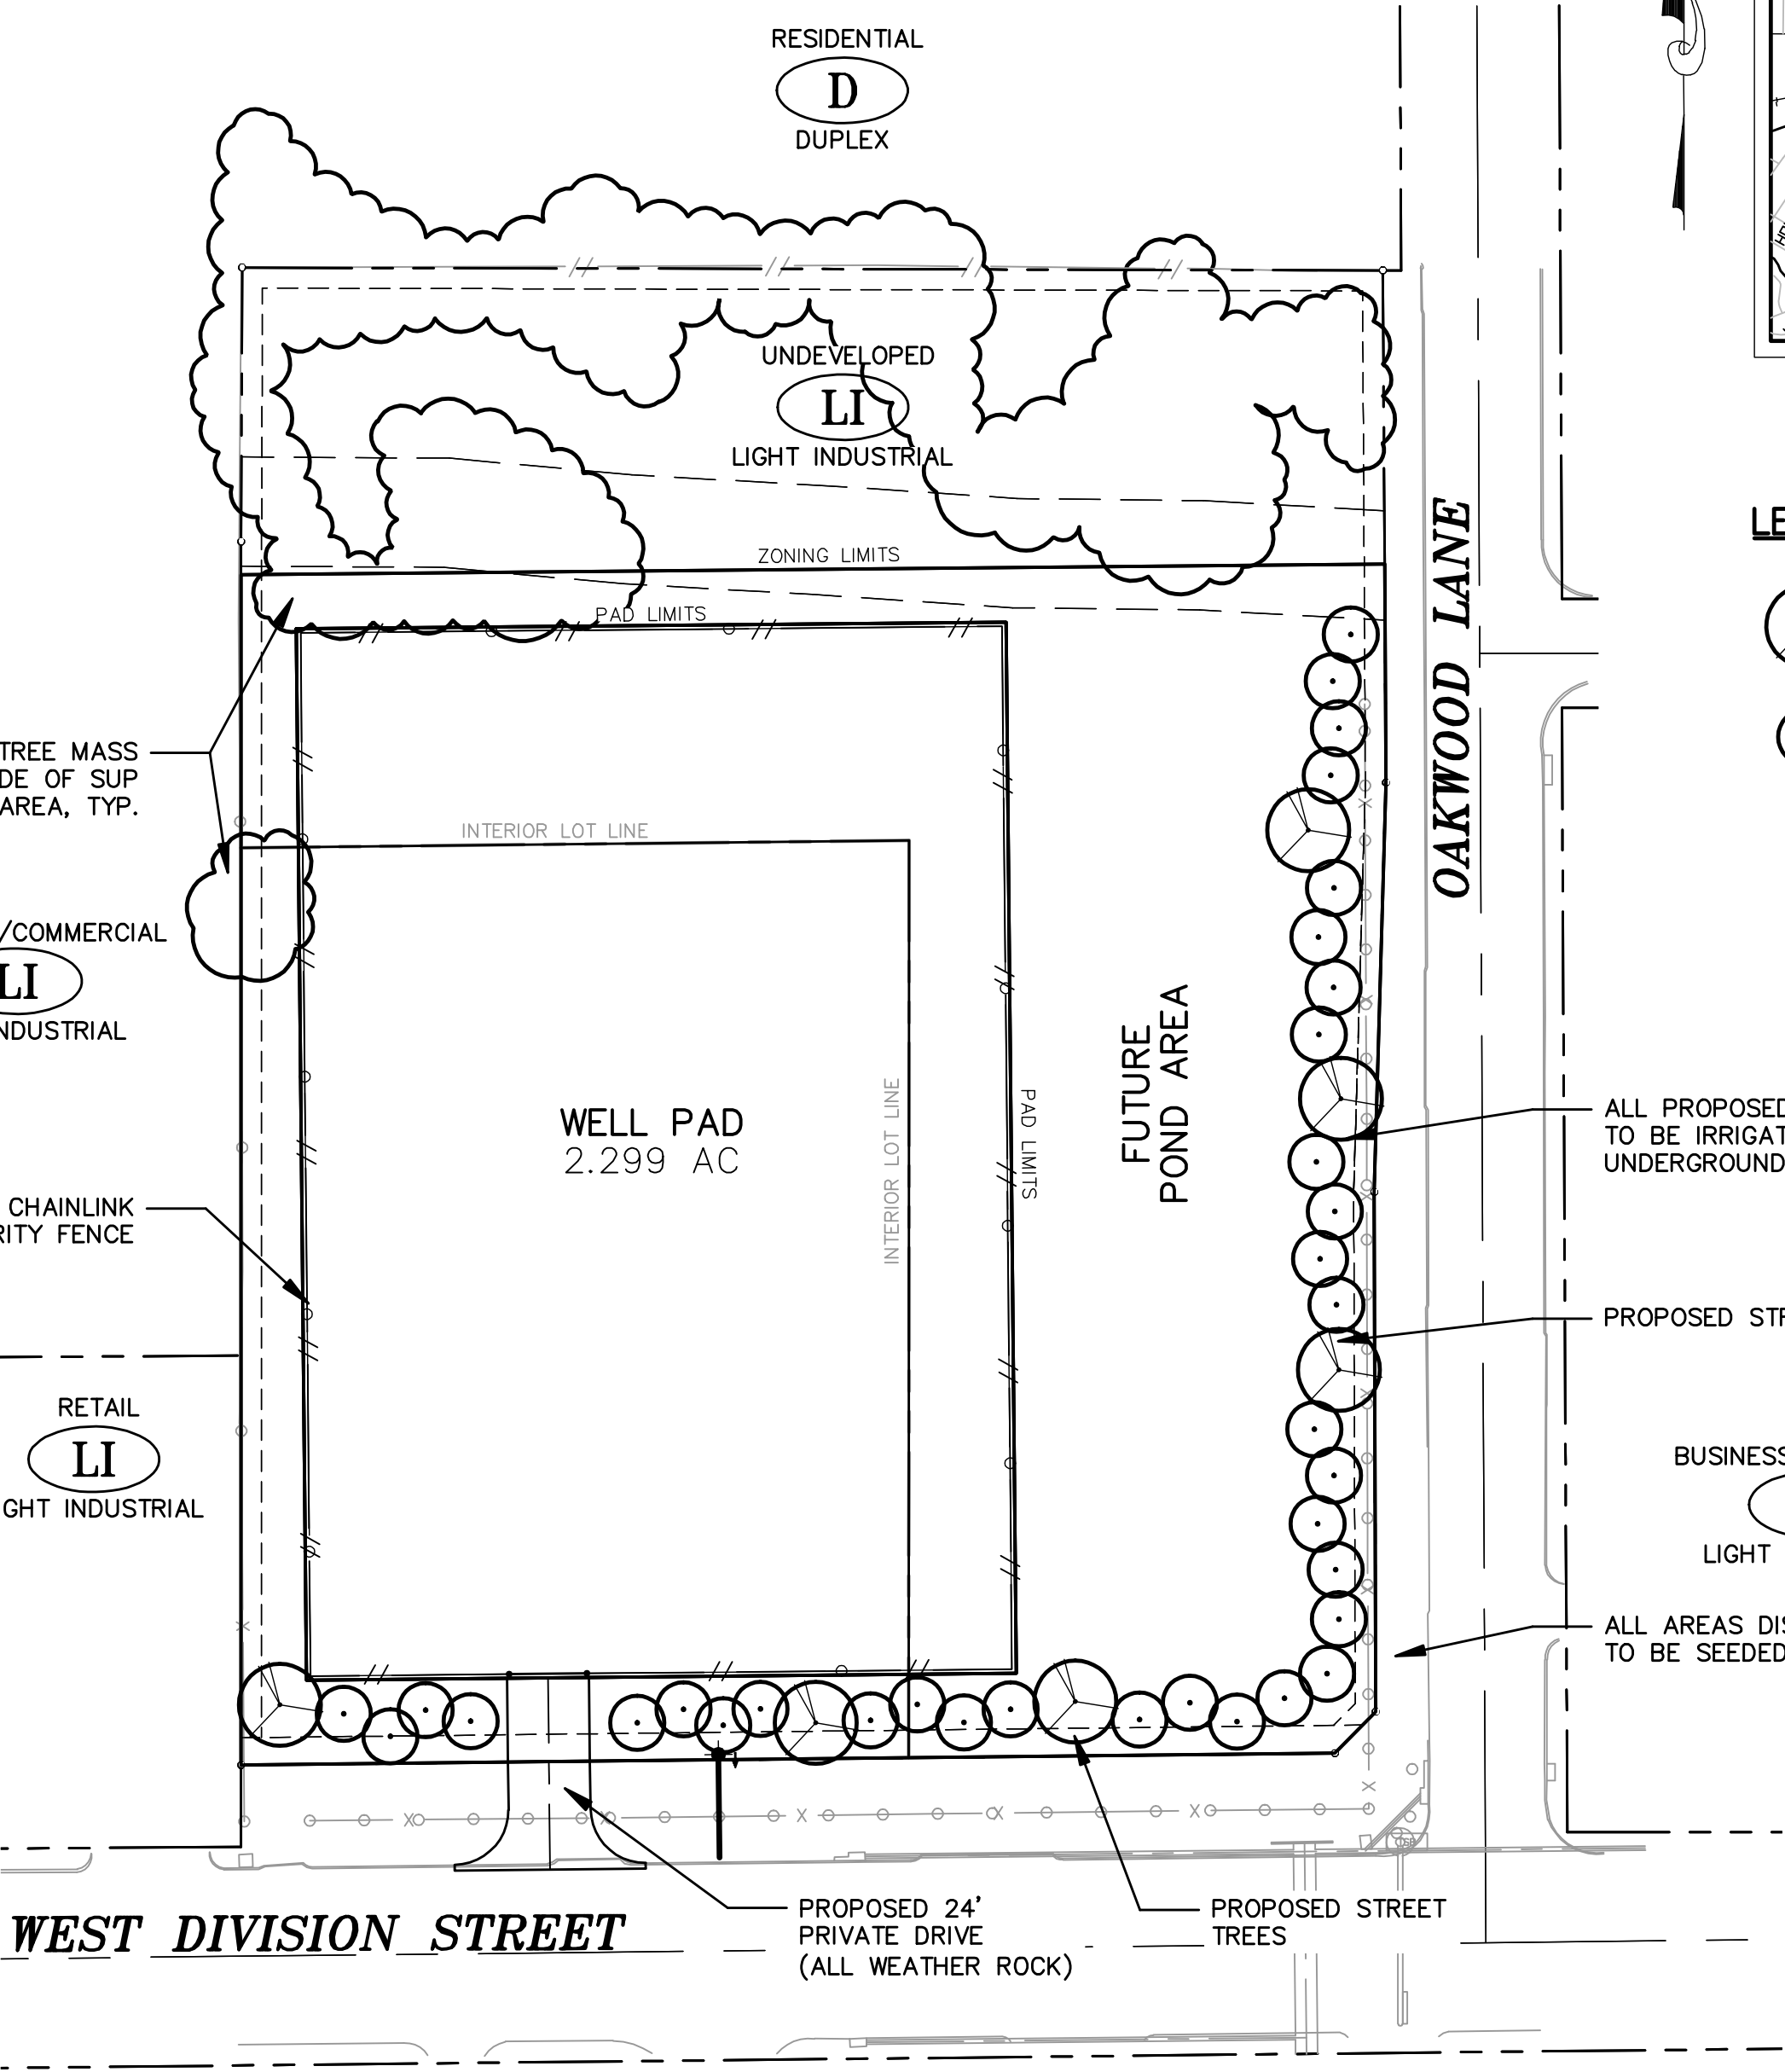 RESIDENTIAL
D
DUPLEX
UNDEVELOPED
LI
LIGHT INDUSTRIAL
ZONING LIMITS
PAD LIMITS
OAKWOOD LANE
TREE MASS
DE OF SUP
AREA, TYP.
INTERIOR LOT LINE
/COMMERCIAL
LI
NDUSTRIAL
WELL PAD
2.299 AC
INTERIOR LOT LINE
PAD LIMITS
FUTURE
POND AREA
ALL PROPOSED
TO BE IRRIGAT
UNDERGROUND
CHAINLINK
RITY FENCE
PROPOSED STR
RETAIL
LI
GHT INDUSTRIAL
BUSINESS
LIGHT
ALL AREAS DIS
TO BE SEEDED
PROPOSED 24'
PRIVATE DRIVE
(ALL WEATHER ROCK)
PROPOSED STREET
TREES
WEST DIVISION STREET
LE